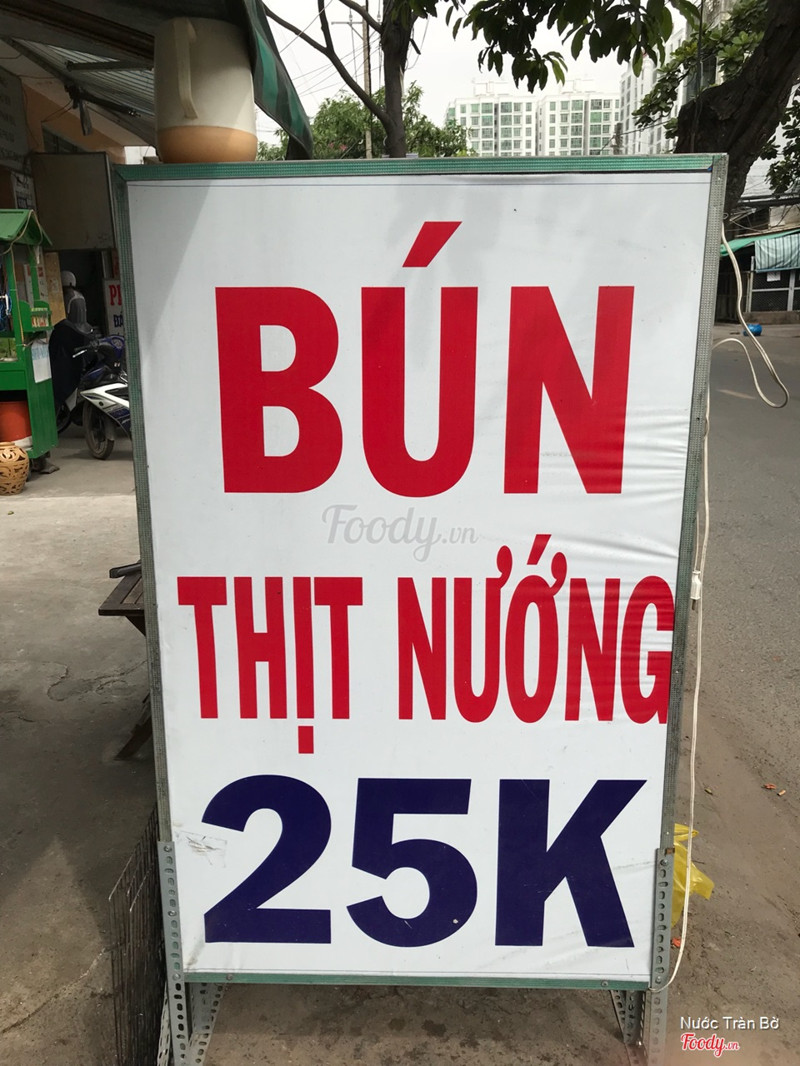 BÚN
Foody.vn
THỊT NƯỚNG
25K
Nước Tràn Bờ
Foody.vn